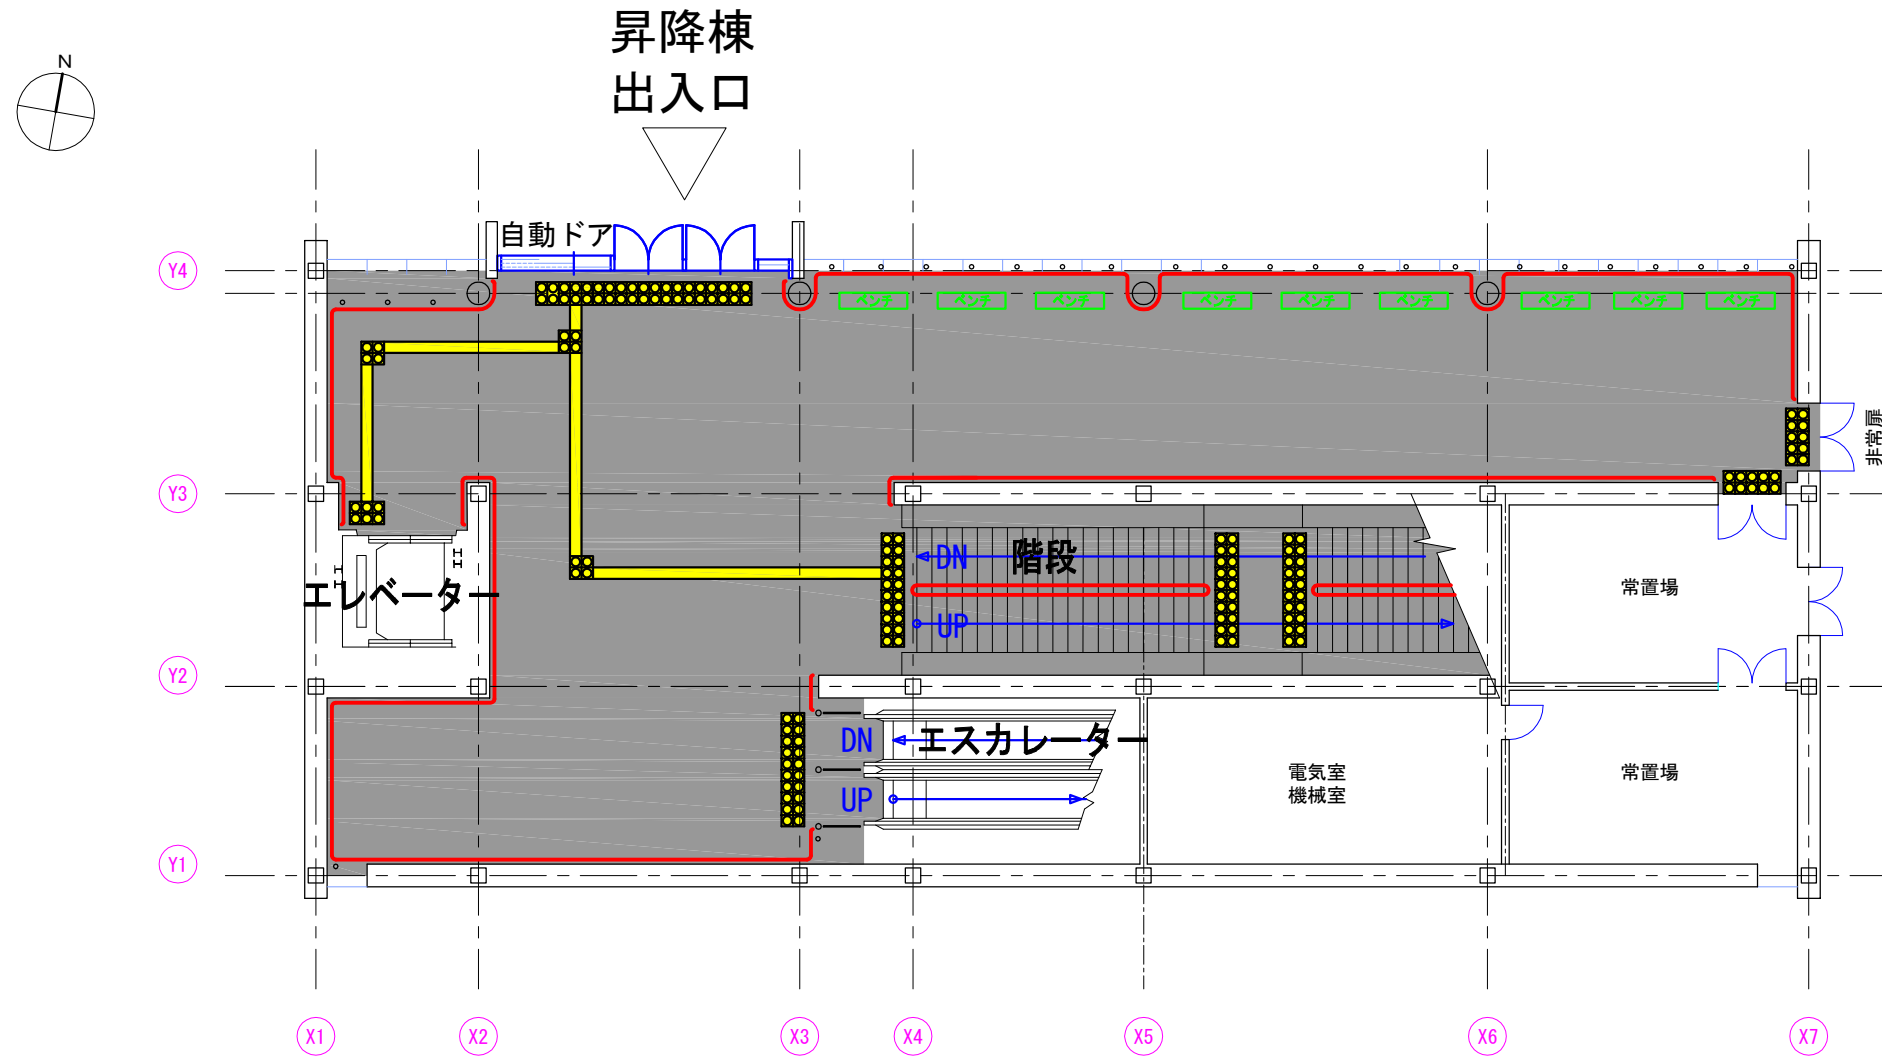 昇降棟
出入口
N
自動ドア
Y4
ベンチ ベンチ ベンチ ベンチ ベンチ ベンチ ベンチ ベンチ ベンチ
非常扉
Y3
DN
階段
UP
エレベーター
常置場
Y2
DN
エスカレーター
UP
電気室
機械室
常置場
Y1
X1 X2 X3 X4 X5 X6 X7